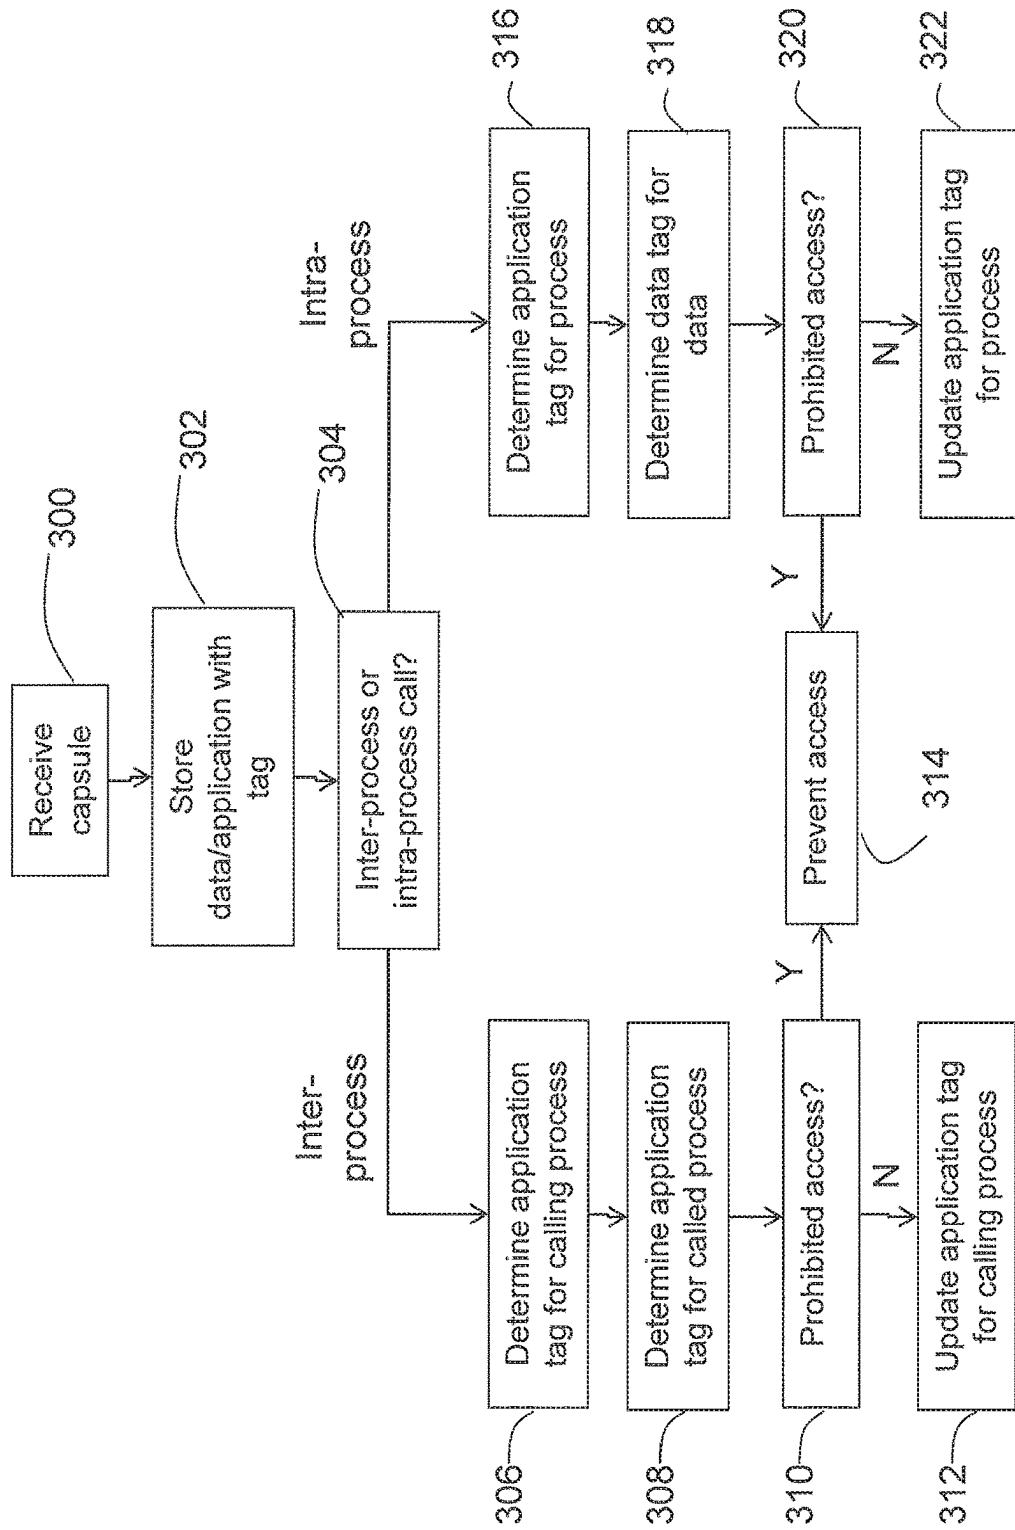 Receive
capsule
300
Store
data/application with
tag
302
Inter-process or
intra-process call?
304
Inter-
process
Intra-
process
306
Determine application
tag for calling process
308
Determine application
tag for called process
310
Prohibited access?
Y
N
312
Update application tag
for calling process
Prevent access
314
Determine application
tag for process
316
Determine data tag for
data
318
Prohibited access?
320
Y
N
Update application tag
for process
322